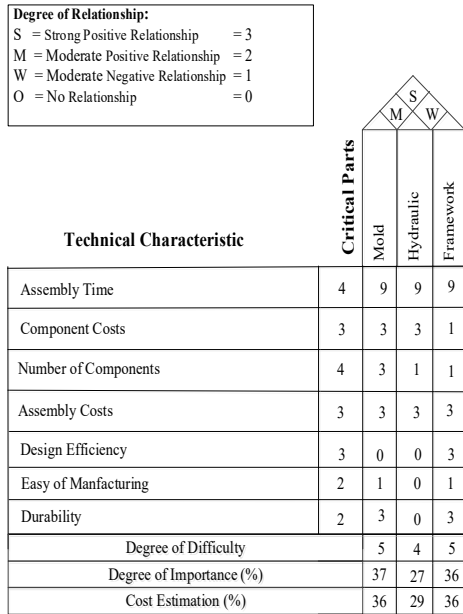 Degree of Relationship:
S = Strong Positive Relationship = 3
M = Moderate Positive Relationship = 2
W = Moderate Negative Relationship = 1
O = No Relationship = 0
S
M W
Technical Characteristic Critical Parts Mold Hydraulic Framework
Assembly Time 4 9 9 9
Component Costs 3 3 3 1
Number of Components 4 3 1 1
Assembly Costs 3 3 3 3
Design Efficiency 3 0 0 3
Easy of Manfacturing 2 1 0 1
Durability 2 3 0 3
Degree of Difficulty 5 4 5
Degree of Importance (%) 37 27 36
Cost Estimation (%) 36 29 36